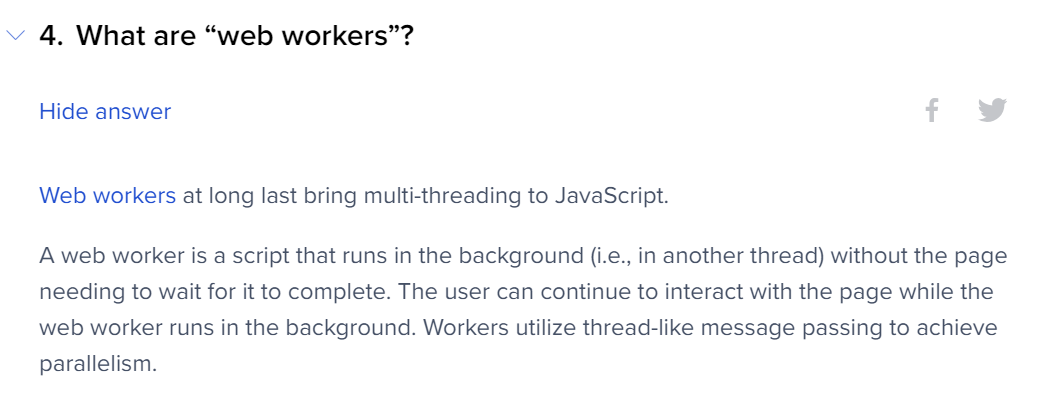 4. What are “web workers”?
Hide answer
Web workers at long last bring multi-threading to JavaScript.
A web worker is a script that runs in the background (i.e., in another thread) without the page
needing to wait for it to complete. The user can continue to interact with the page while the
web worker runs in the background. Workers utilize thread-like message passing to achieve
parallelism.